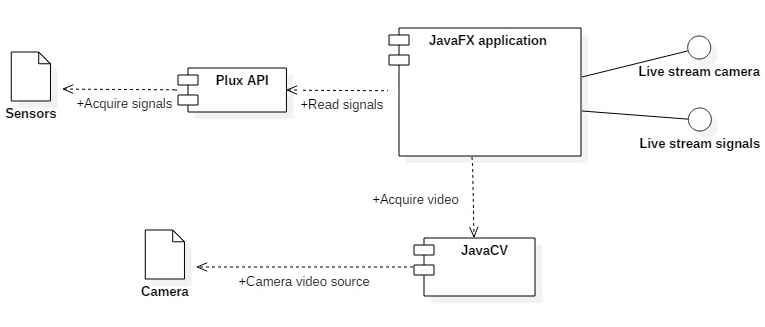 JavaFX application
Live stream camera
Plux API
+Acquire signals
+Read signals
Sensors
Live stream signals
+Acquire video
JavaCV
+Camera video source
Camera